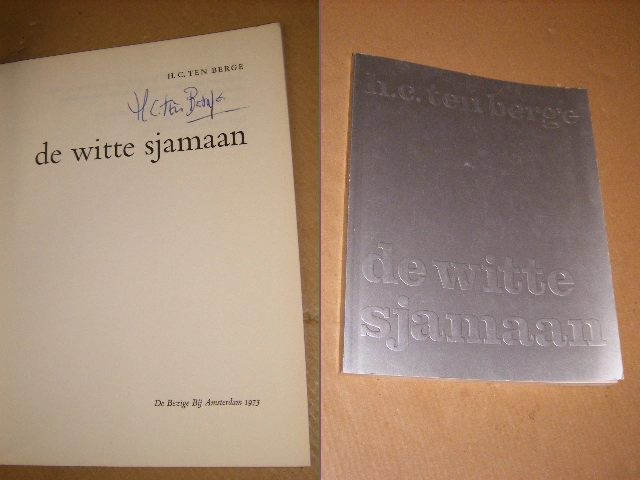 H. C. TEN BERGE
H C ten Berge
de witte sjamaan
De Bezige Bij Amsterdam 1973
h.c. ten berge
de witte
sjamaan